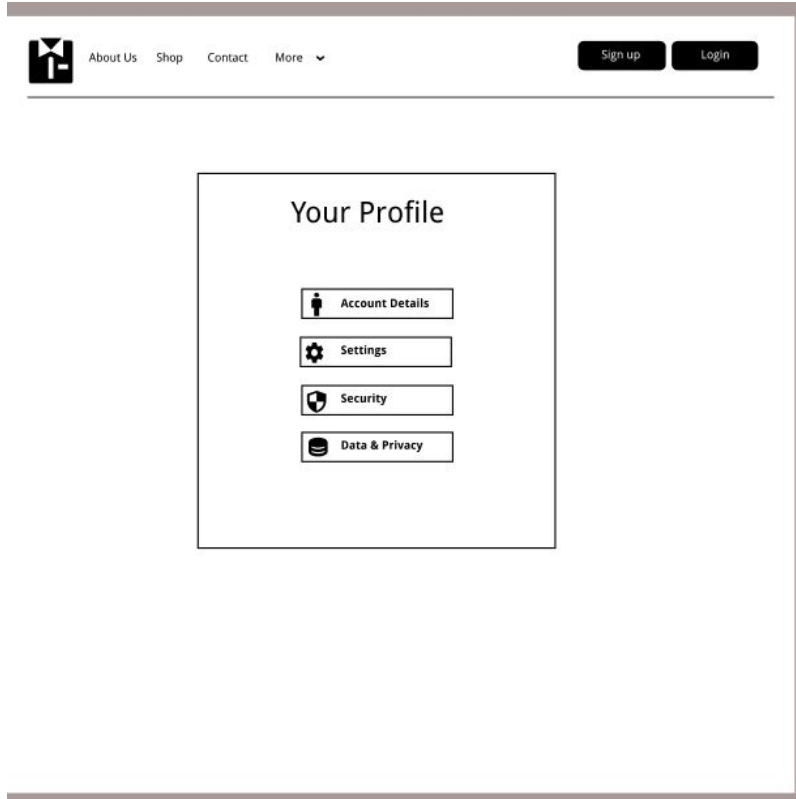 About Us Shop Contact More Sign up Login
Your Profile
Account Details
Settings
Security
Data & Privacy